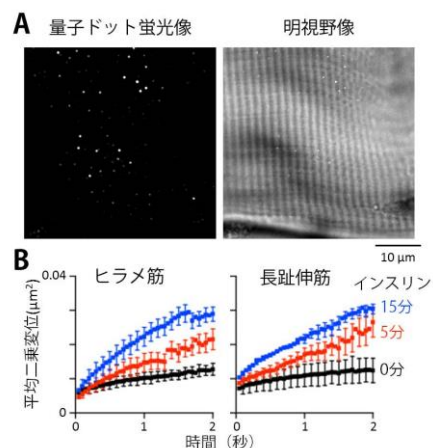 A 量子ドット蛍光像 明視野像
10 μm
B
0.04
ヒラメ筋 長趾伸筋 インスリン
15分
5分
0分
平均二乗変位(μm²)
0
0 1 2 0 1 2
時間（秒）